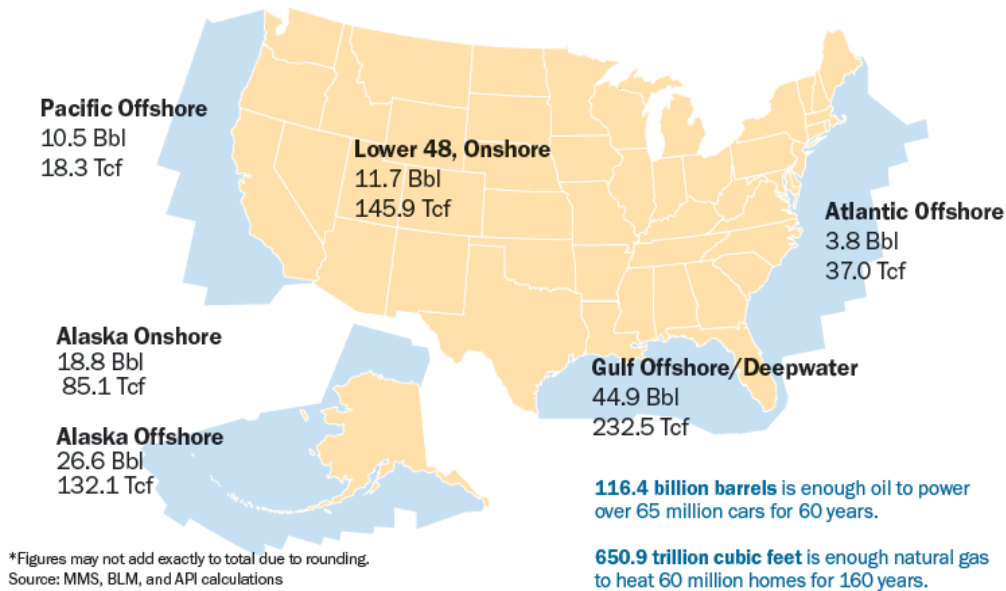 Pacific Offshore
10.5 Bbl
18.3 Tcf
Lower 48, Onshore
11.7 Bbl
145.9 Tcf
Atlantic Offshore
3.8 Bbl
37.0 Tcf
Alaska Onshore
18.8 Bbl
85.1 Tcf
Gulf Offshore/Deepwater
44.9 Bbl
232.5 Tcf
Alaska Offshore
26.6 Bbl
132.1 Tcf
116.4 billion barrels is enough oil to power
over 65 million cars for 60 years.
650.9 trillion cubic feet is enough natural gas
to heat 60 million homes for 160 years.
*Figures may not add exactly to total due to rounding.
Source: MMS, BLM, and API calculations